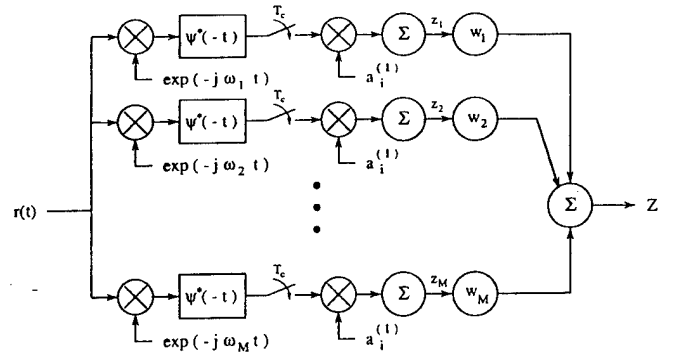 T_c
ψ*(-t)
Σ
z_1
w_1
exp(-jω_1 t)
a_i^(1)
T_c
ψ*(-t)
Σ
z_2
w_2
exp(-jω_2 t)
a_i^(1)
r(t)
Σ
Z
T_c
ψ*(-t)
Σ
z_M
w_M
exp(-jω_M t)
a_i^(1)